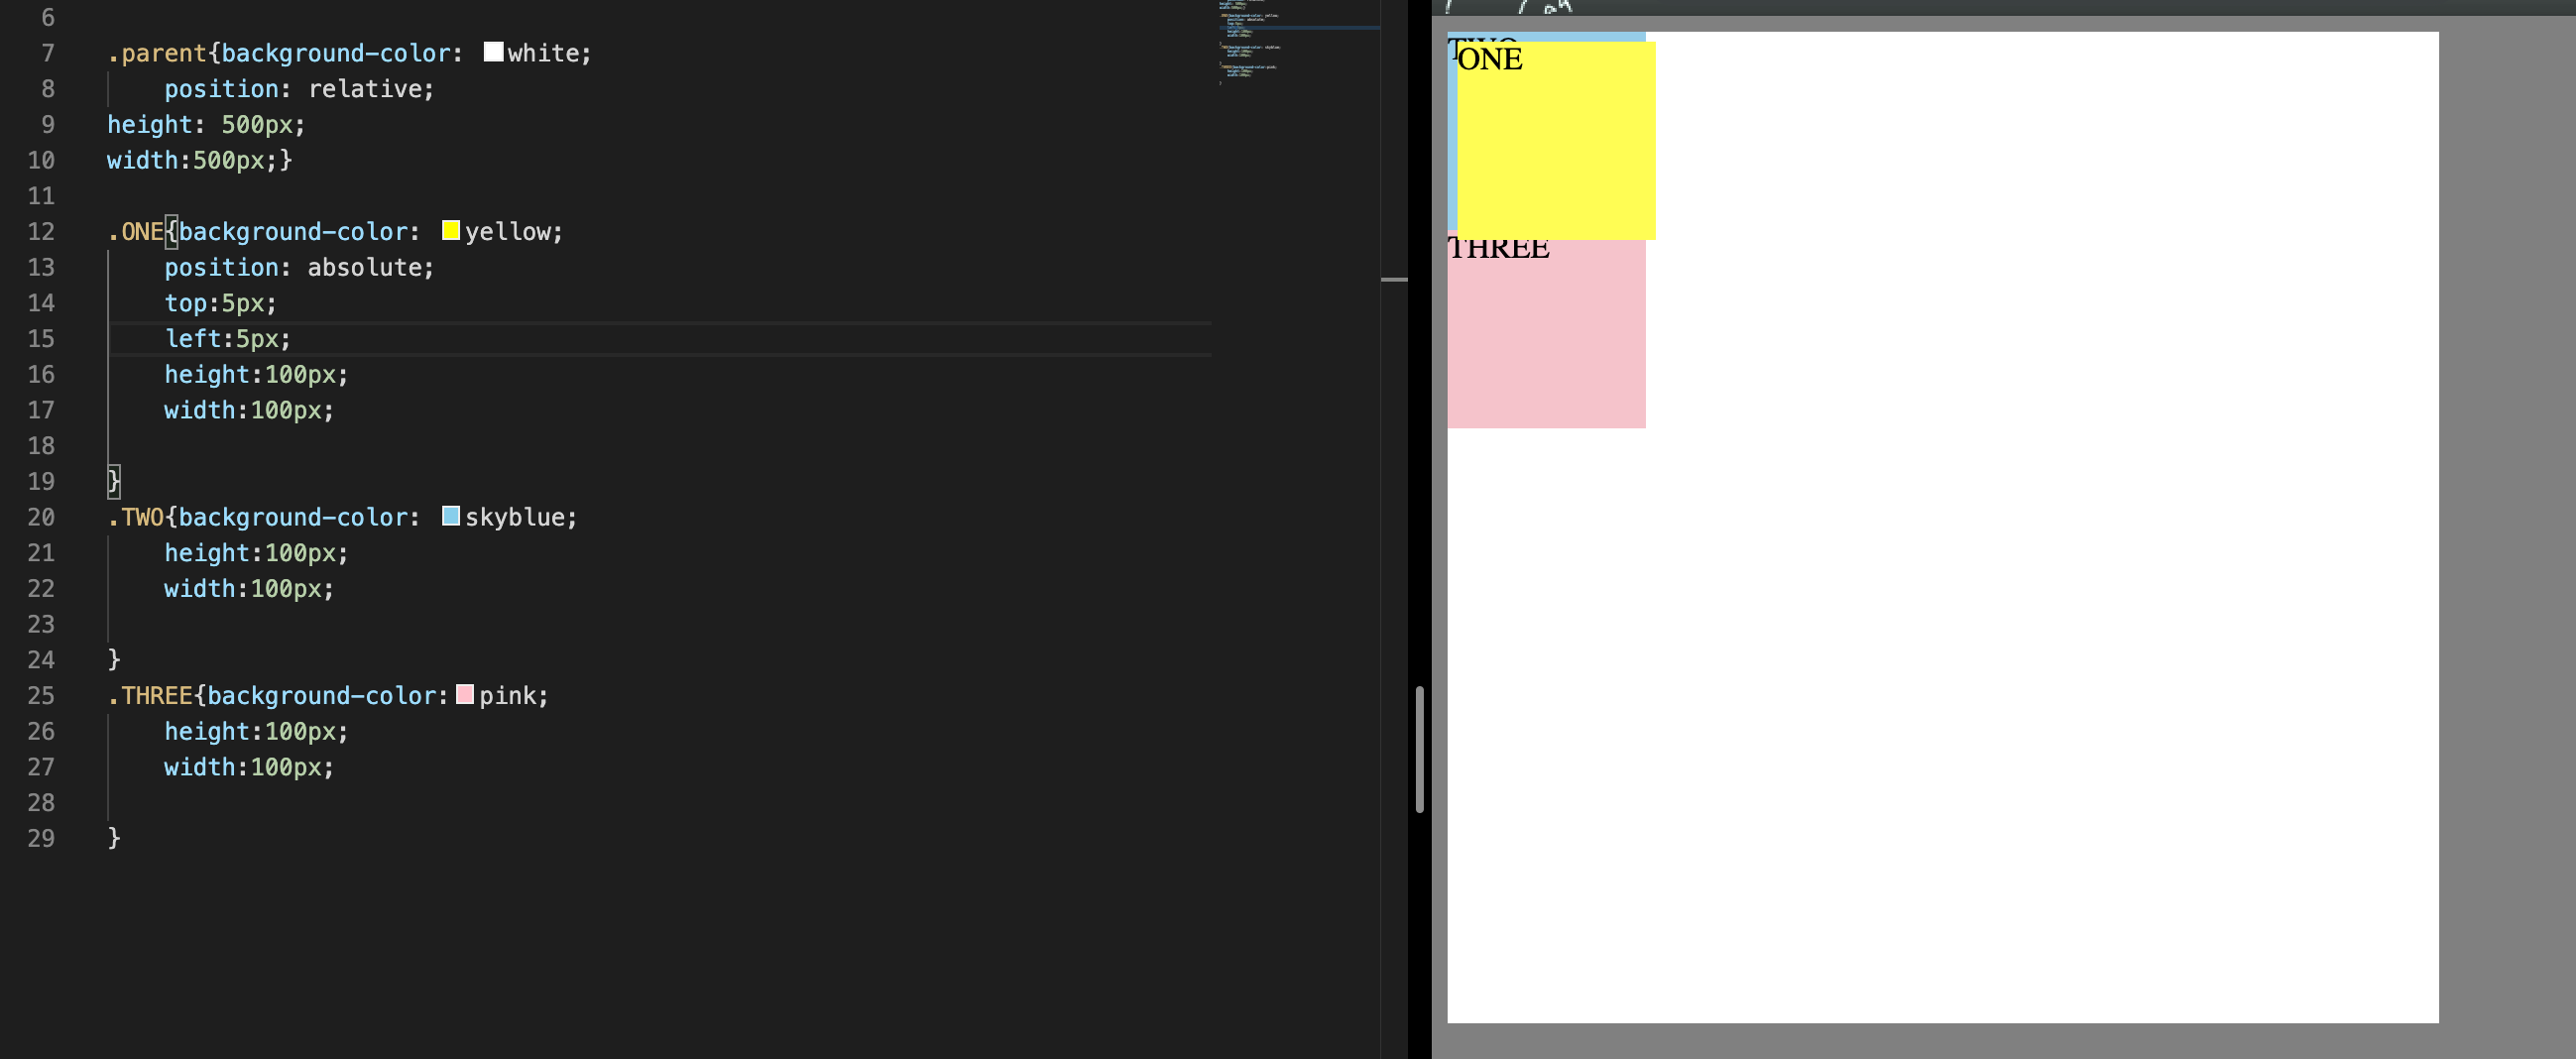 6
7 .parent{background-color: white;
8 position: relative;
9 height: 500px;
10 width:500px;}
11
12 .ONE{background-color: yellow;
13 position: absolute;
14 top:5px;
15 left:5px;
16 height:100px;
17 width:100px;
18
19 }
20 .TWO{background-color: skyblue;
21 height:100px;
22 width:100px;
23
24 }
25 .THREE{background-color:pink;
26 height:100px;
27 width:100px;
28
29 }
TWO
ONE
THREE